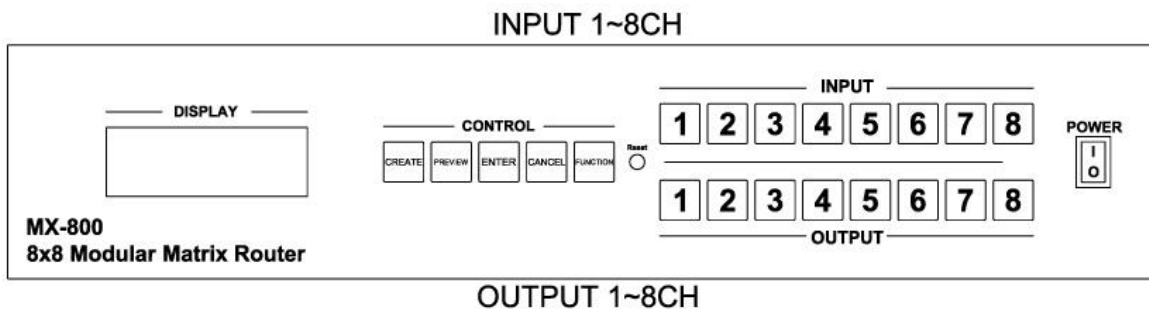 INPUT 1~8CH
DISPLAY
CONTROL
CREATE PREVIEW ENTER CANCEL FUNCTION
Reset
INPUT
1 2 3 4 5 6 7 8
1 2 3 4 5 6 7 8
OUTPUT
POWER
I
O
MX-800
8x8 Modular Matrix Router
OUTPUT 1~8CH